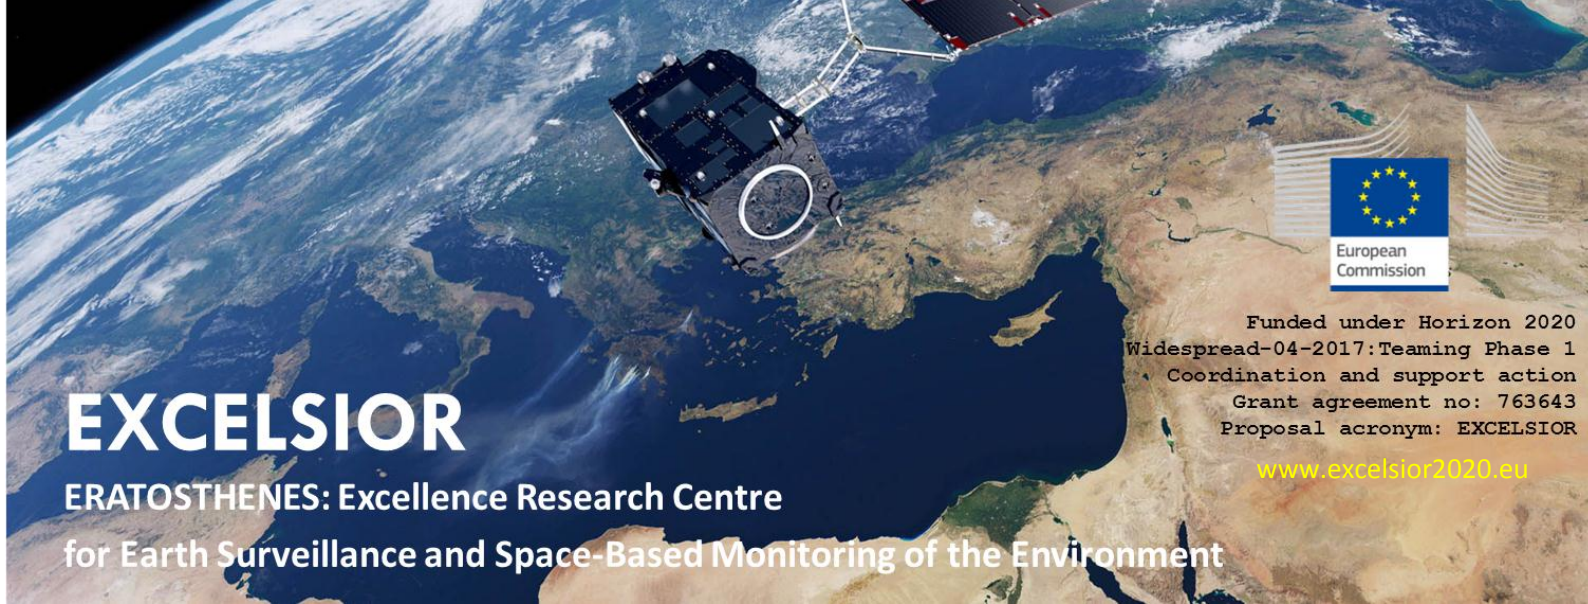 European
Commission
Funded under Horizon 2020
Widespread-04-2017:Teaming Phase 1
Coordination and support action
Grant agreement no: 763643
Proposal acronym: EXCELSIOR
www.excelsior2020.eu
EXCELSIOR
ERATOSTHENES: Excellence Research Centre
for Earth Surveillance and Space-Based Monitoring of the Environment